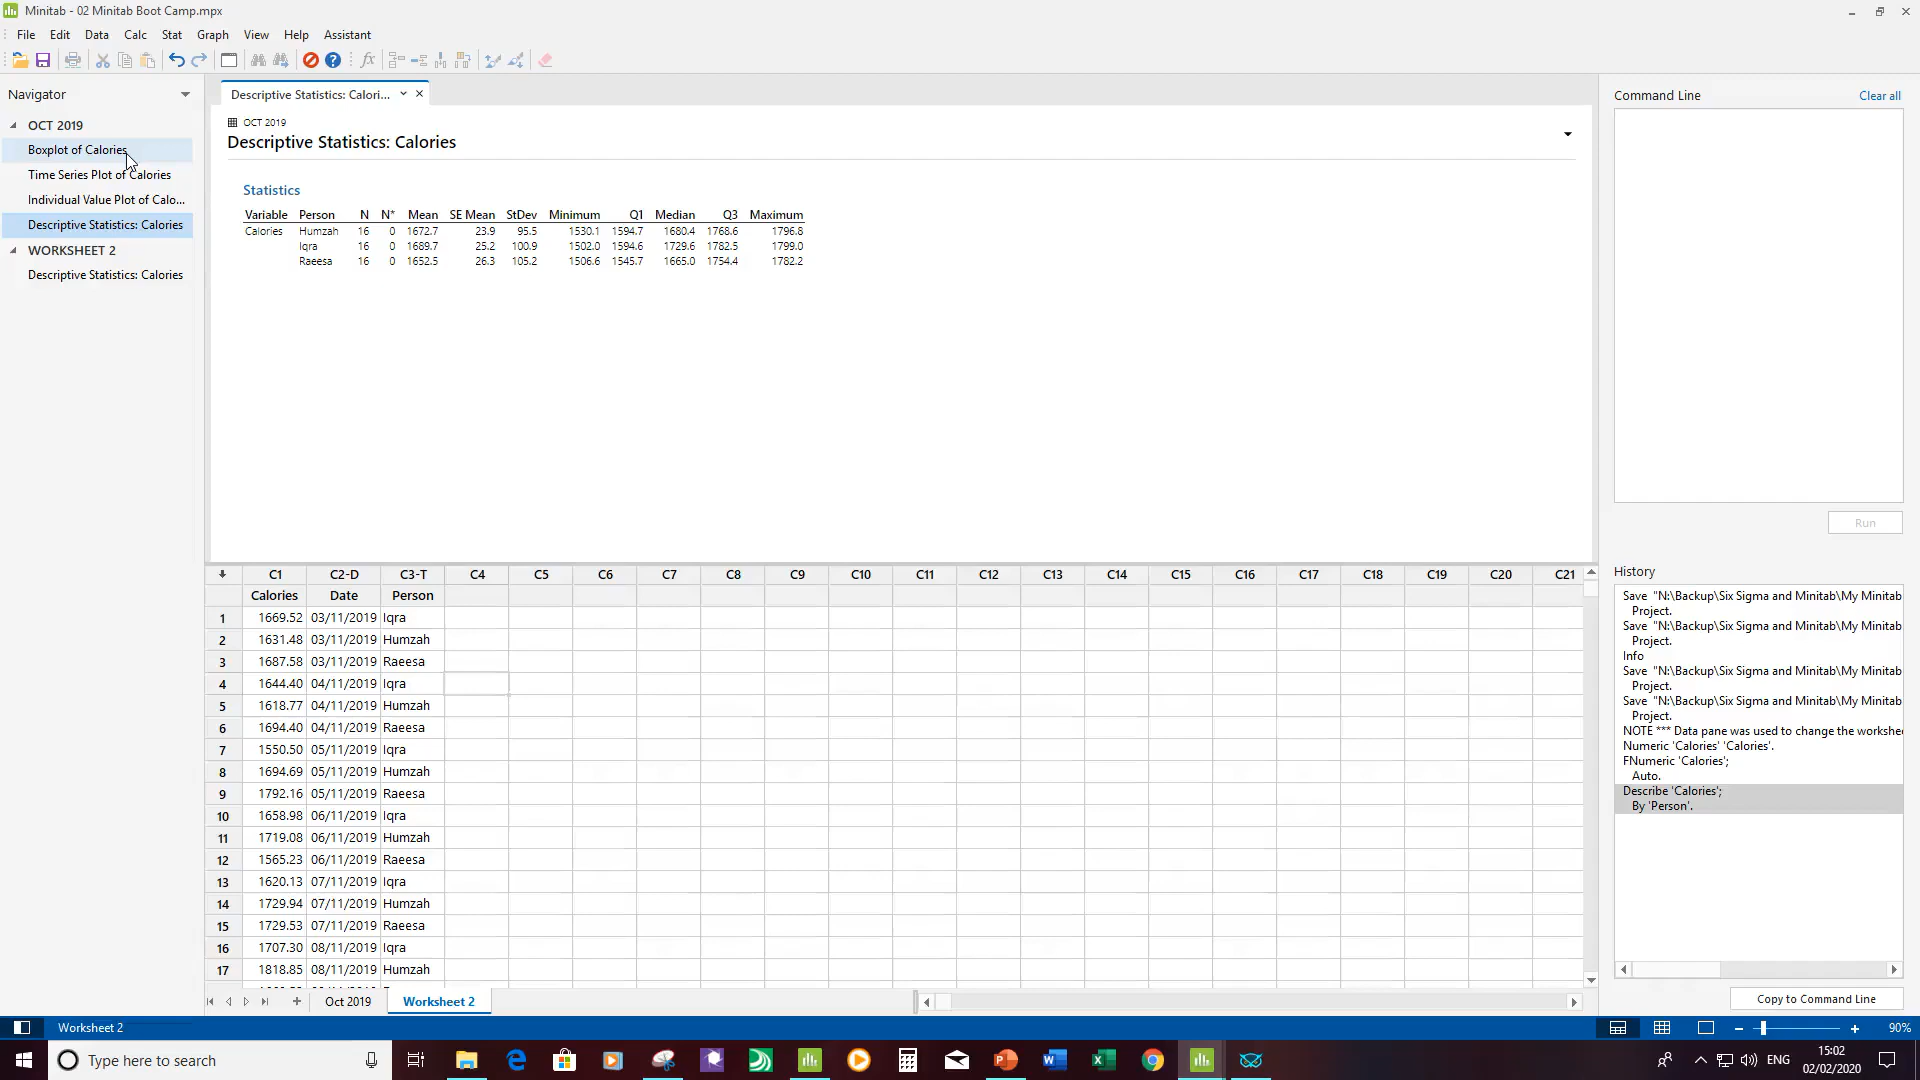 Minitab - 02 Minitab Boot Camp.mpx
File Edit Data Calc Stat Graph View Help Assistant
Navigator
OCT 2019
Boxplot of Calories
Time Series Plot of Calories
Individual Value Plot of Calo...
Descriptive Statistics: Calories
WORKSHEET 2
Descriptive Statistics: Calories
Descriptive Statistics: Calori...
OCT 2019
Descriptive Statistics: Calories
Statistics
Variable Person N N* Mean SE Mean StDev Minimum Q1 Median Q3 Maximum
Calories Humzah 16 0 1672.7 23.9 95.5 1530.1 1594.7 1680.4 1768.6 1796.8
Iqra 16 0 1689.7 25.2 100.9 1502.0 1594.6 1729.6 1782.5 1799.0
Raeesa 16 0 1652.5 26.3 105.2 1506.6 1545.7 1665.0 1754.4 1782.2
Command Line Clear all
Run
C1 C2-D C3-T C4 C5 C6 C7 C8 C9 C10 C11 C12 C13 C14 C15 C16 C17 C18 C19 C20 C21
Calories Date Person
1 1669.52 03/11/2019 Iqra
2 1631.48 03/11/2019 Humzah
3 1687.58 03/11/2019 Raeesa
4 1644.40 04/11/2019 Iqra
5 1618.77 04/11/2019 Humzah
6 1694.40 04/11/2019 Raeesa
7 1550.50 05/11/2019 Iqra
8 1694.69 05/11/2019 Humzah
9 1792.16 05/11/2019 Raeesa
10 1658.98 06/11/2019 Iqra
11 1719.08 06/11/2019 Humzah
12 1565.23 06/11/2019 Raeesa
13 1620.13 07/11/2019 Iqra
14 1729.94 07/11/2019 Humzah
15 1729.53 07/11/2019 Raeesa
16 1707.30 08/11/2019 Iqra
17 1818.85 08/11/2019 Humzah
Oct 2019 Worksheet 2
History
Save "N:\Backup\Six Sigma and Minitab\My Minitab
Project.
Save "N:\Backup\Six Sigma and Minitab\My Minitab
Project.
Info
Save "N:\Backup\Six Sigma and Minitab\My Minitab
Project.
Save "N:\Backup\Six Sigma and Minitab\My Minitab
Project.
NOTE *** Data pane was used to change the workshee
Numeric 'Calories' 'Calories'.
FNumeric 'Calories';
Auto.
Describe 'Calories';
By 'Person'.
Copy to Command Line
Worksheet 2
90%
Type here to search
ENG
15:02
02/02/2020